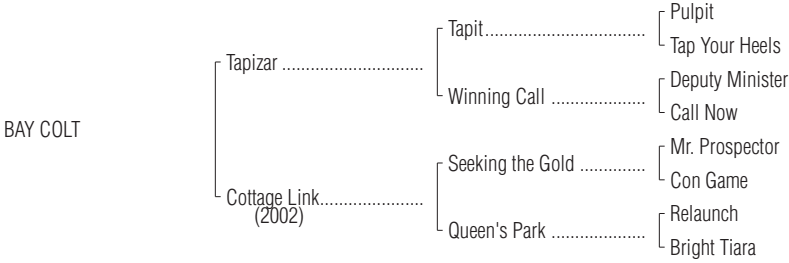 Pulpit
Tapit..................................
Tap Your Heels
Tapizar ..............................
Deputy Minister
Winning Call ....................
Call Now
BAY COLT
Mr. Prospector
Seeking the Gold ..............
Con Game
Cottage Link......................
(2002)
Relaunch
Queen's Park ....................
Bright Tiara